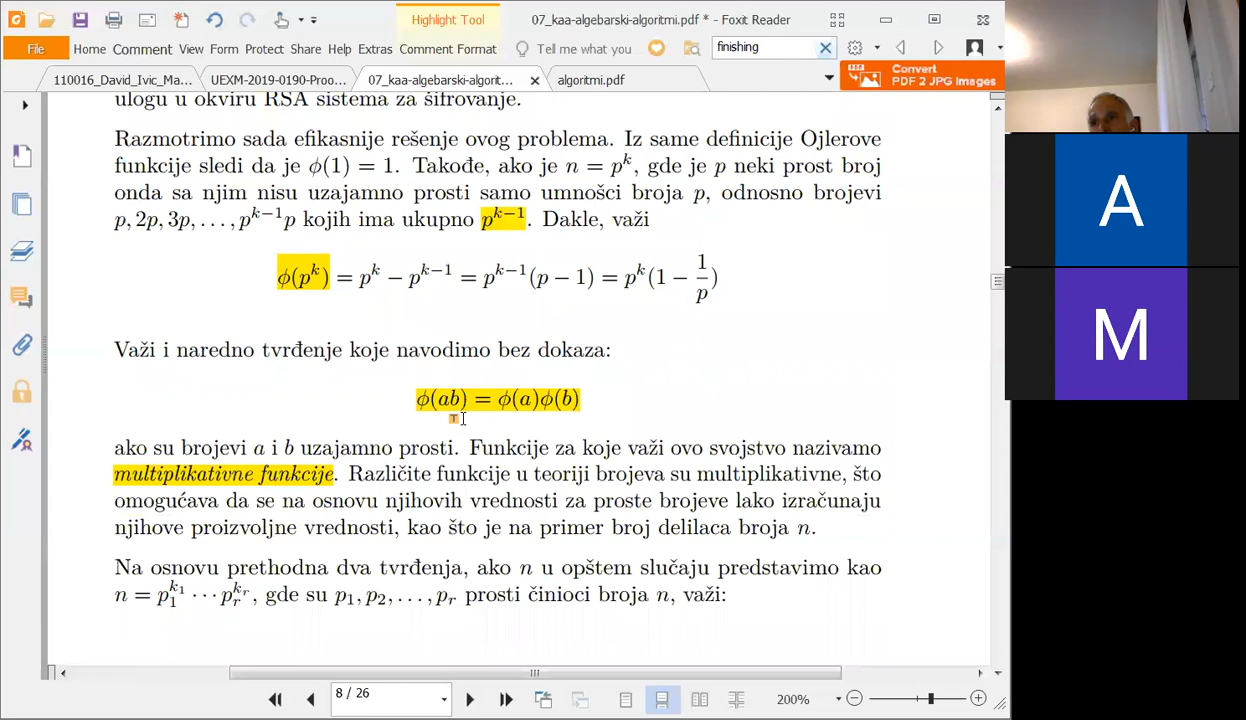 Highlight Tool
07_kaa-algebarski-algoritmi.pdf * - Foxit Reader
File Home Comment View Form Protect Share Help Extras Comment Format Tell me what you finishing
110016_David_Ivic_Ma... UEXM-2019-0190-Proo... 07_kaa-algebarski-algorit... algoritmi.pdf
Convert
PDF 2 JPG Images
ulogu u okviru RSA sistema za šifrovanje.
Razmotrimo sada efikasnije rešenje ovog problema. Iz same definicije Ojlerove
funkcije sledi da je ϕ(1) = 1. Takođe, ako je n = p^k, gde je p neki prost broj
onda sa njim nisu uzajamno prosti samo umnošci broja p, odnosno brojevi
p, 2p, 3p, . . . , p^{k−1}p kojih ima ukupno p^{k−1}. Dakle, važi
ϕ(p^k) = p^k − p^{k−1} = p^{k−1}(p − 1) = p^k(1 − 1/p)
Važi i naredno tvrđenje koje navodimo bez dokaza:
ϕ(ab) = ϕ(a)ϕ(b)
ako su brojevi a i b uzajamno prosti. Funkcije za koje važi ovo svojstvo nazivamo
multiplikativne funkcije. Različite funkcije u teoriji brojeva su multiplikativne, što
omogućava da se na osnovu njihovih vrednosti za proste brojeve lako izračunaju
njihove proizvoljne vrednosti, kao što je na primer broj delilaca broja n.
Na osnovu prethodna dva tvrđenja, ako n u opštem slučaju predstavimo kao
n = p_1^{k_1} · · · p_r^{k_r}, gde su p_1, p_2, . . . , p_r prosti činioci broja n, važi:
8 / 26
200%
A
M